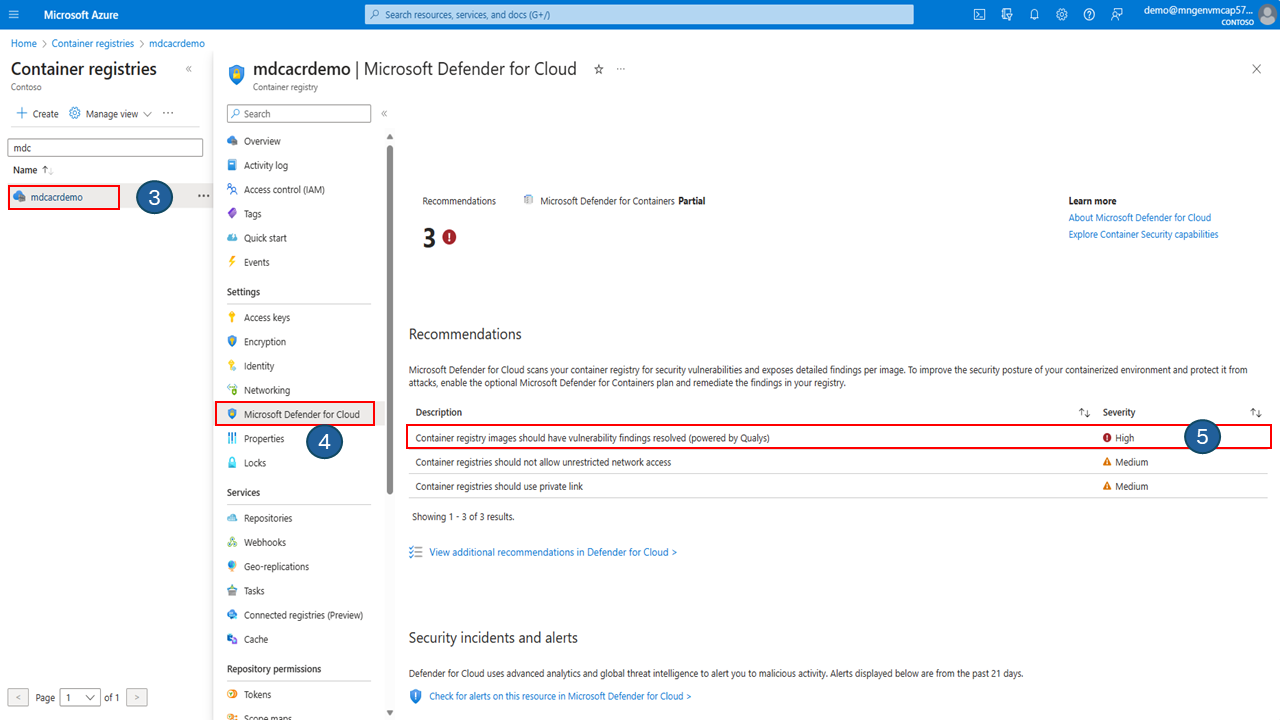 Microsoft Azure
Search resources, services, and docs (G+/)
demo@mngenvmcap57...
CONTOSO
Home > Container registries > mdcacrdemo
Container registries
«
Contoso
+ Create
Manage view
...
mdc
Name ↑↓
mdcacrdemo
...
3
< Page 1 of 1 >
mdcacrdemo | Microsoft Defender for Cloud
...
Container registry
Search
«
Overview
Activity log
Access control (IAM)
Tags
Quick start
Events
Settings
Access keys
Encryption
Identity
Networking
Microsoft Defender for Cloud
4
Properties
Locks
Services
Repositories
Webhooks
Geo-replications
Tasks
Connected registries (Preview)
Cache
Repository permissions
Tokens
Scope maps
Recommendations
3
Microsoft Defender for Containers Partial
Learn more
About Microsoft Defender for Cloud
Explore Container Security capabilities
Recommendations
Microsoft Defender for Cloud scans your container registry for security vulnerabilities and exposes detailed findings per image. To improve the security posture of your containerized environment and protect it from
attacks, enable the optional Microsoft Defender for Containers plan and remediate the findings in your registry.
Description ↑↓ Severity ↑↓
Container registry images should have vulnerability findings resolved (powered by Qualys) High
5
Container registries should not allow unrestricted network access Medium
Container registries should use private link Medium
Showing 1 - 3 of 3 results.
View additional recommendations in Defender for Cloud >
Security incidents and alerts
Defender for Cloud uses advanced analytics and global threat intelligence to alert you to malicious activity. Alerts displayed below are from the past 21 days.
Check for alerts on this resource in Microsoft Defender for Cloud >